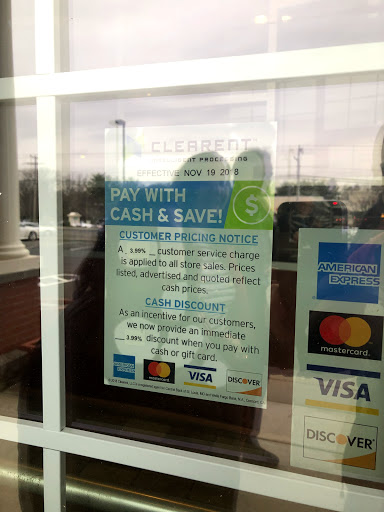 CLEARENT
INTELLIGENT PROCESSING
EFFECTIVE NOV 19 2018
PAY WITH
CASH & SAVE!
$
CUSTOMER PRICING NOTICE
A 3.99% customer service charge
is applied to all store sales. Prices
listed, advertised and quoted reflect
cash prices.
CASH DISCOUNT
As an incentive for our customers,
we now provide an immediate
3.99% discount when you pay with
cash or gift card.
AMERICAN EXPRESS
mastercard
VISA
DISCOVER
AMERICAN
EXPRESS
mastercard
VISA
DISCOVER